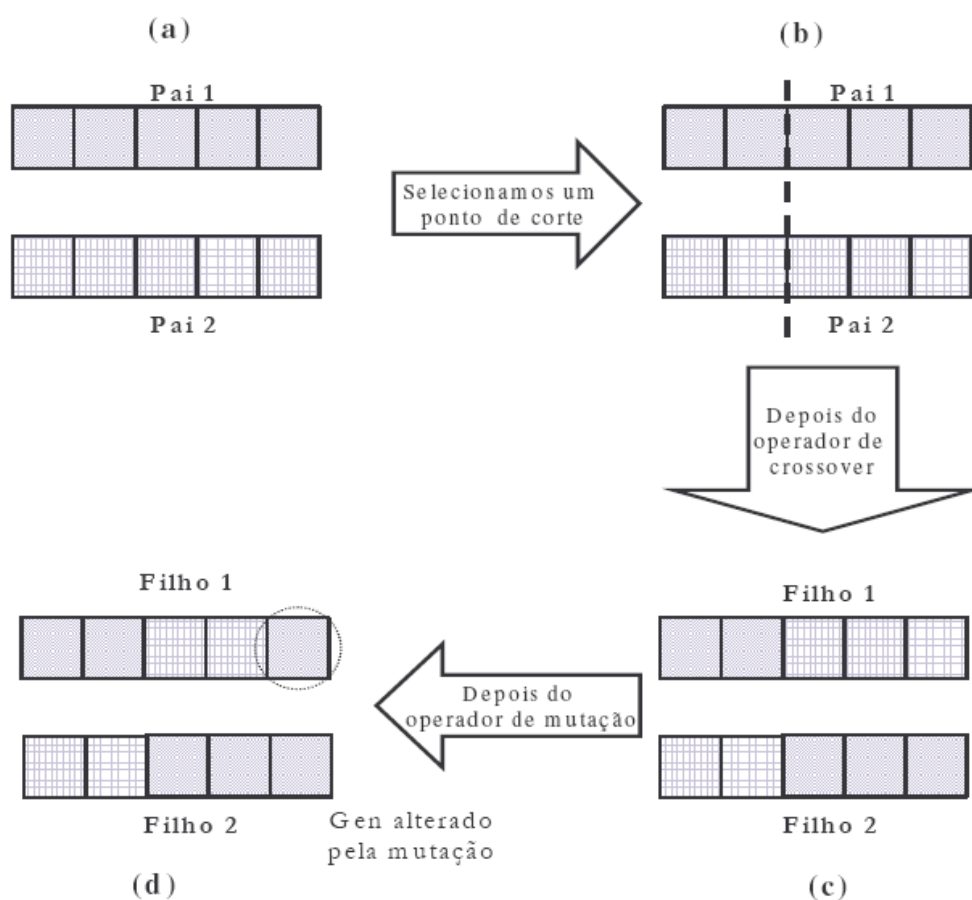 (a)
Pai 1
Pai 2
Selecionamos um
ponto de corte
(b)
Pai 1
Pai 2
Depois do
operador de
crossover
Filho 1
Filho 2
(c)
Depois do
operador de mutação
Filho 1
Filho 2
Gen alterado
pela mutação
(d)